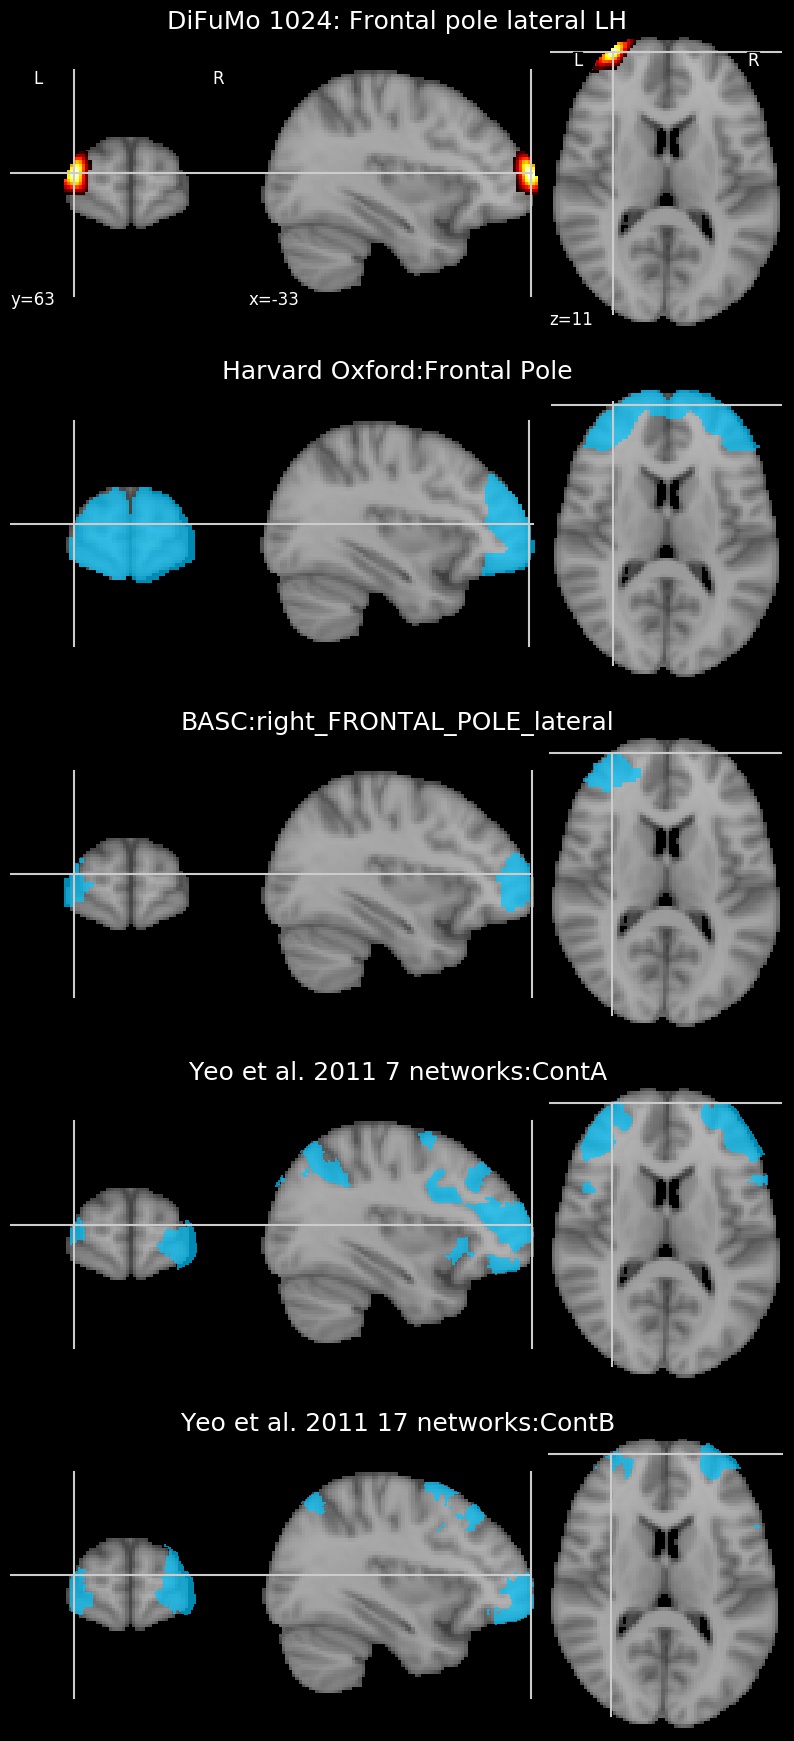 DiFuMo 1024: Frontal pole lateral LH
L R L R
y=63 x=-33 z=11
Harvard Oxford:Frontal Pole
BASC:right_FRONTAL_POLE_lateral
Yeo et al. 2011 7 networks:ContA
Yeo et al. 2011 17 networks:ContB